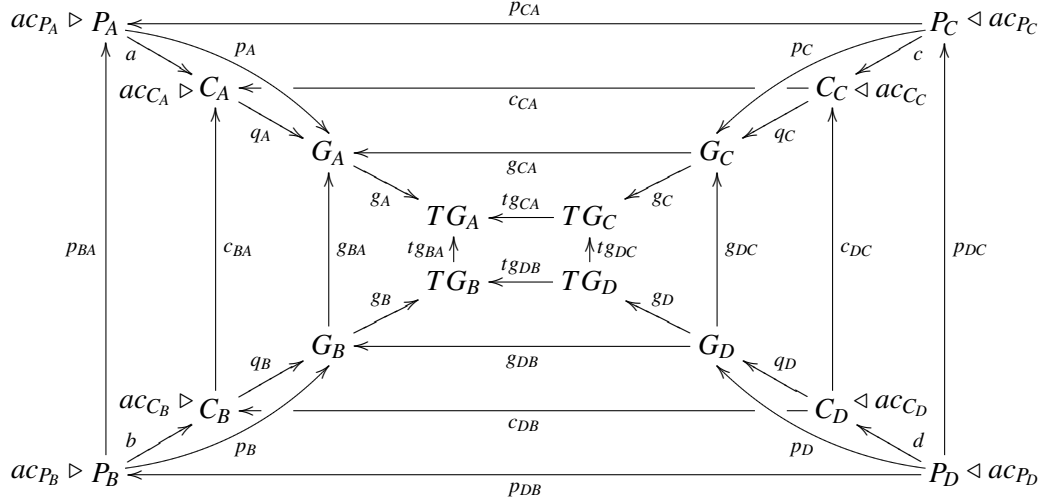 p_{CA}
ac_{P_A} ▷ P_A P_C ◁ ac_{P_C}
a p_A p_C c
ac_{C_A} ▷ C_A C_C ◁ ac_{C_C}
c_{CA}
q_A q_C
G_A G_C
g_{CA}
g_A tg_{CA} g_C
TG_A TG_C
p_{BA} c_{BA} g_{BA} tg_{BA} tg_{DC} g_{DC} c_{DC} p_{DC}
tg_{DB}
TG_B TG_D
g_B g_D
G_B G_D
g_{DB}
q_B q_D
ac_{C_B} ▷ C_B C_D ◁ ac_{C_D}
c_{DB}
b p_B p_D d
ac_{P_B} ▷ P_B P_D ◁ ac_{P_D}
p_{DB}